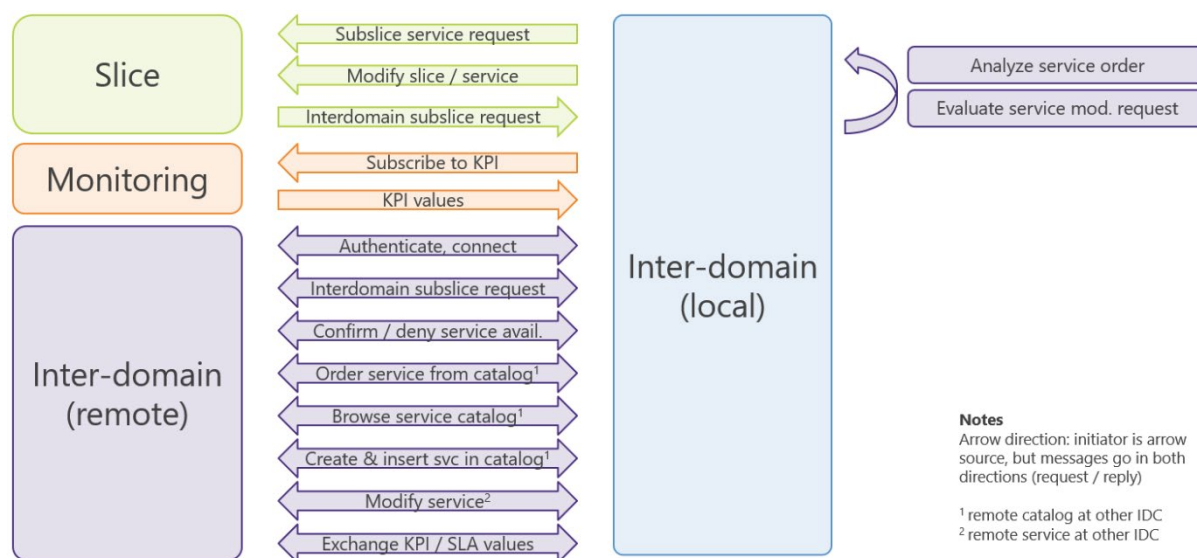 Slice
Subslice service request
Modify slice / service
Interdomain subslice request
Monitoring
Subscribe to KPI
KPI values
Inter-domain
(remote)
Authenticate, connect
Interdomain subslice request
Confirm / deny service avail.
Order service from catalog¹
Browse service catalog¹
Create & insert svc in catalog¹
Modify service²
Exchange KPI / SLA values
Inter-domain
(local)
Analyze service order
Evaluate service mod. request
Notes
Arrow direction: initiator is arrow
source, but messages go in both
directions (request / reply)
¹ remote catalog at other IDC
² remote service at other IDC